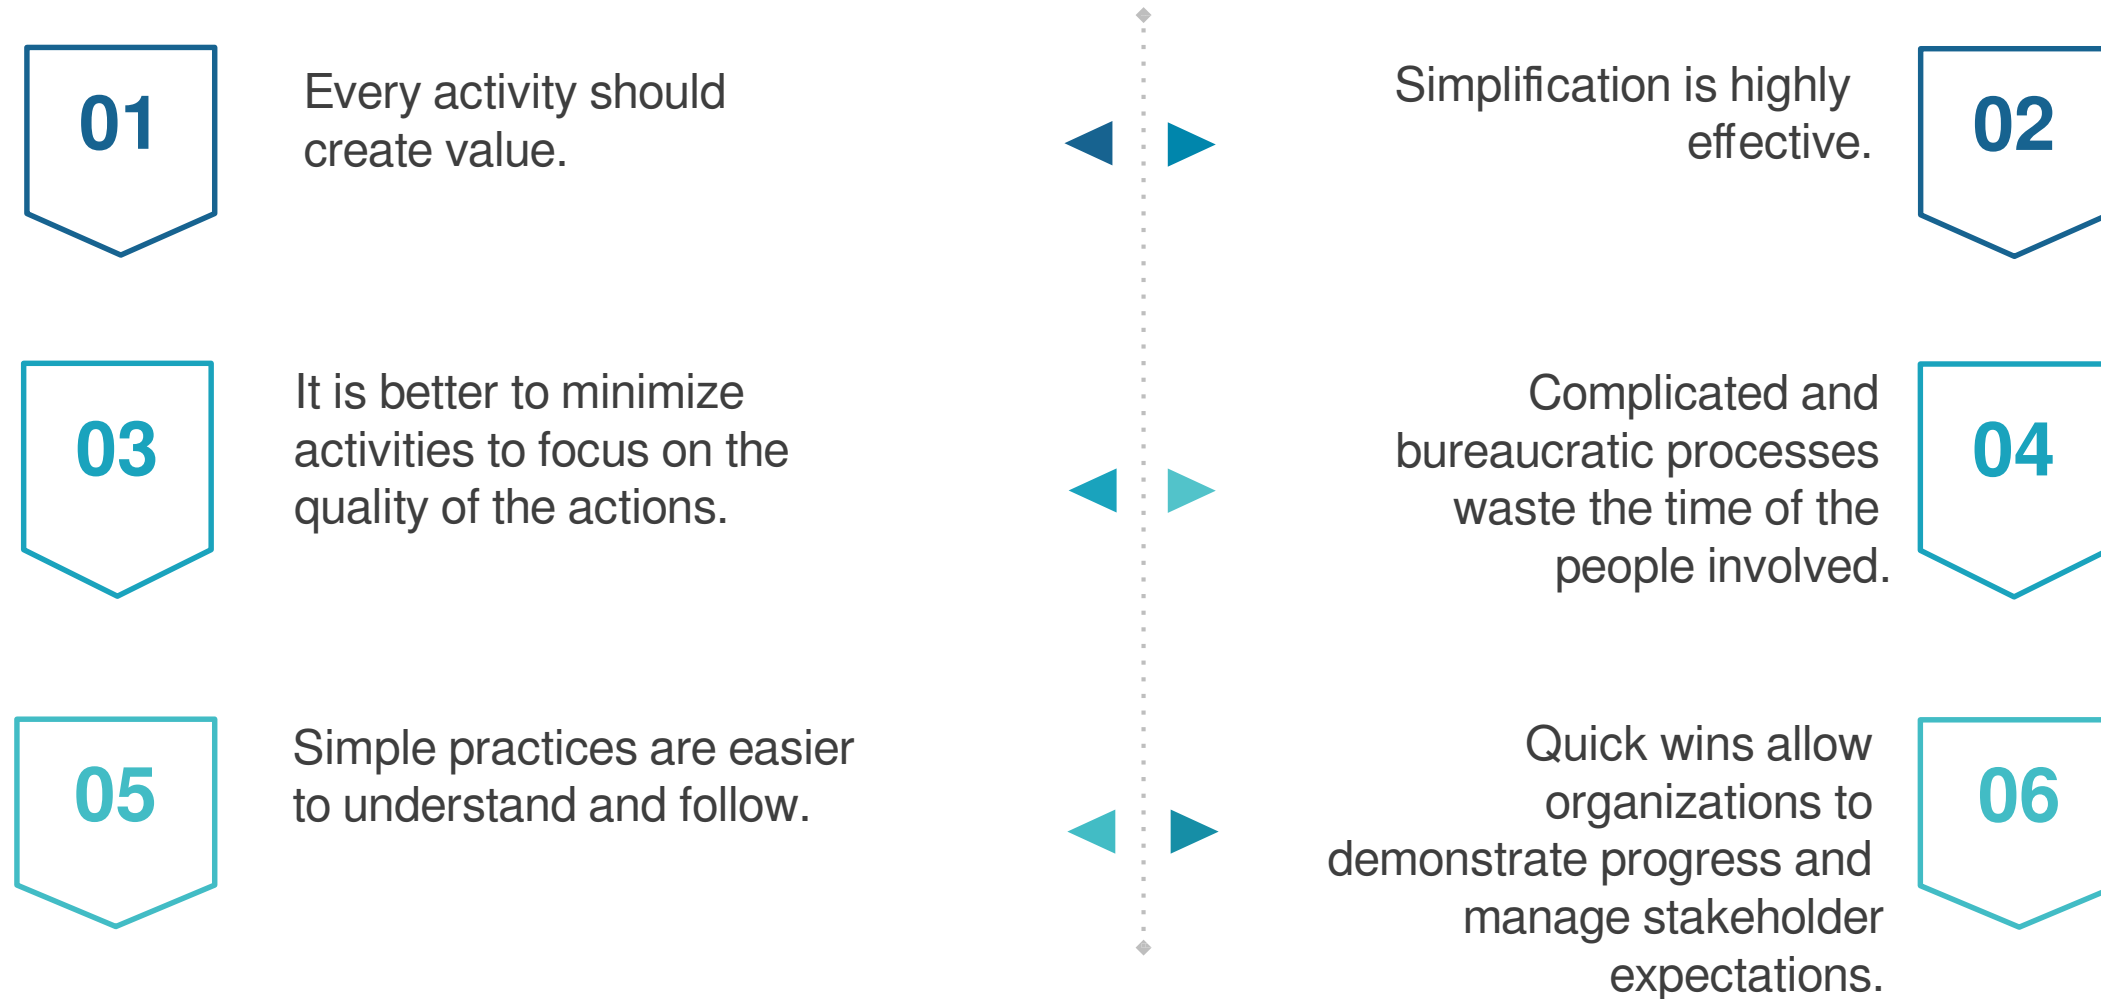 01
Every activity should
create value.
Simplification is highly
effective.
02
03
It is better to minimize
activities to focus on the
quality of the actions.
Complicated and
bureaucratic processes
waste the time of the
people involved.
04
05
Simple practices are easier
to understand and follow.
Quick wins allow
organizations to
demonstrate progress and
manage stakeholder
expectations.
06